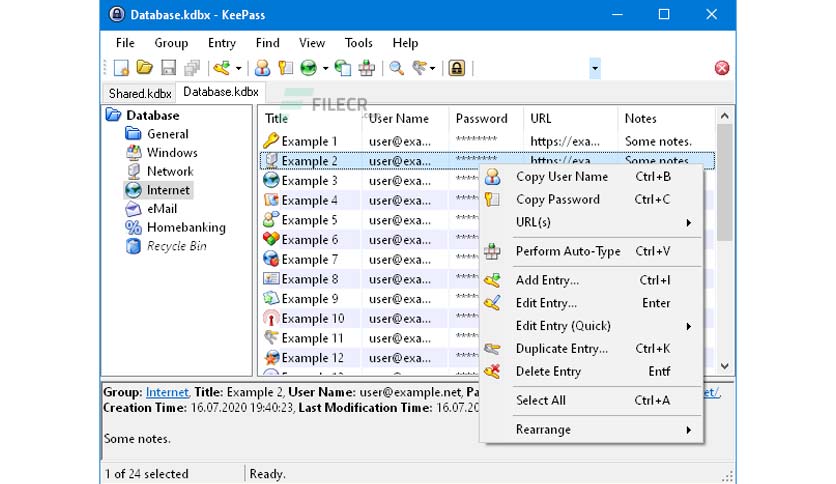 Database.kdbx - KeePass
File Group Entry Find View Tools Help
Shared.kdbx Database.kdbx
FILECR
.com
Database
General
Windows
Network
Internet
eMail
Homebanking
Recycle Bin
Title User Name Password URL Notes
Example 1 user@exa... ******** https://exa... Some notes.
Example 2 user@exa... ******** https://exa... Some notes.
Example 3 user@exa...
Example 4 user@exa...
Example 5 user@exa...
Example 6 user@exa...
Example 7 user@exa...
Example 8 user@exa...
Example 9 user@exa...
Example 10 user@exa...
Example 11 user@exa...
Example 12 user@exa...
Copy User Name Ctrl+B
Copy Password Ctrl+C
URL(s)
Perform Auto-Type Ctrl+V
Add Entry... Ctrl+I
Edit Entry... Enter
Edit Entry (Quick)
Duplicate Entry... Ctrl+K
Delete Entry Entf
Select All Ctrl+A
Rearrange
Group: Internet, Title: Example 2, User Name: user@example.net, Pa et/,
Creation Time: 16.07.2020 19:40:23, Last Modification Time: 16.07.20
Some notes.
1 of 24 selected Ready.